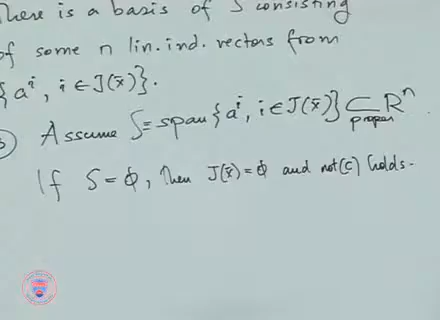 There is a basis of S consisting
of some n lin. ind. vectors from
{aⁱ, i ∈ J(x̄)}.
Assume S = span{aⁱ, i ∈ J(x̄)} ⊂ Rⁿ
proper
If S = ϕ, Then J(x̄) = ϕ and not(c) holds.